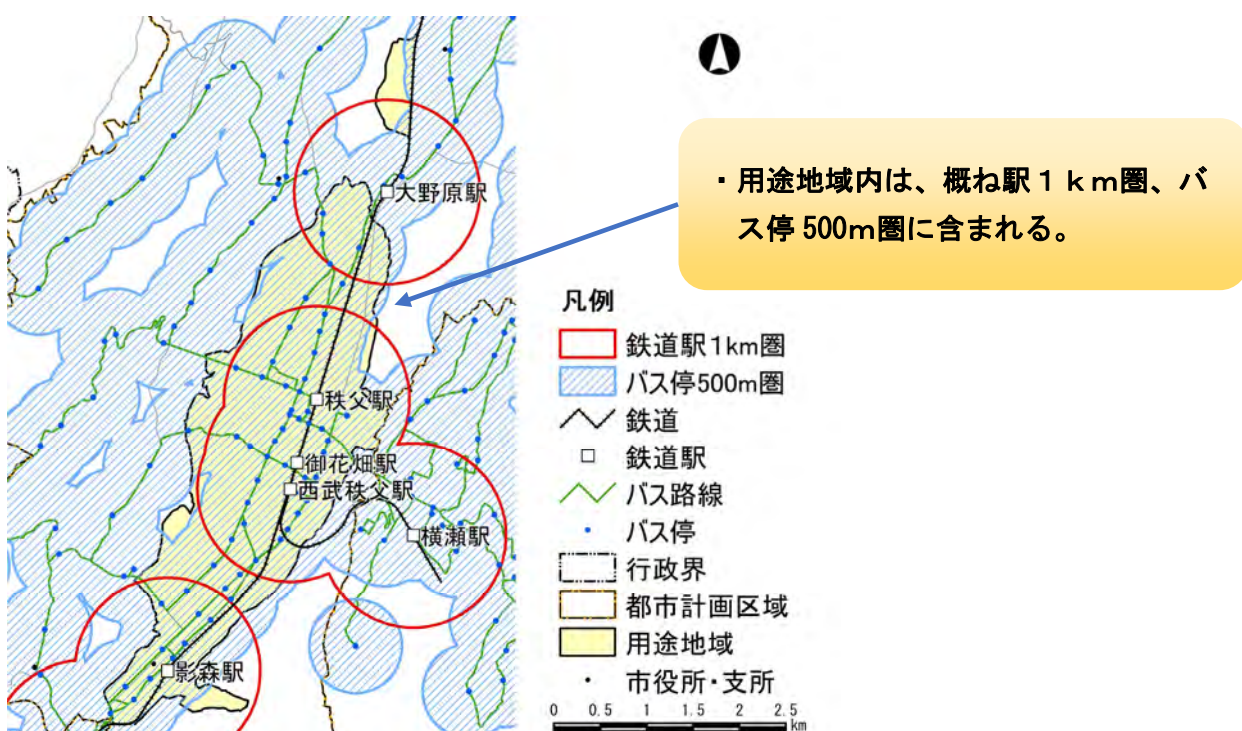 大野原駅
秩父駅
御花畑駅
西武秩父駅
横瀬駅
影森駅
・用途地域内は、概ね駅１ｋｍ圏、バ
ス停 500ｍ圏に含まれる。
凡例
鉄道駅1km圏
バス停500m圏
鉄道
鉄道駅
バス路線
バス停
行政界
都市計画区域
用途地域
市役所・支所
0 0.5 1 1.5 2 2.5
km